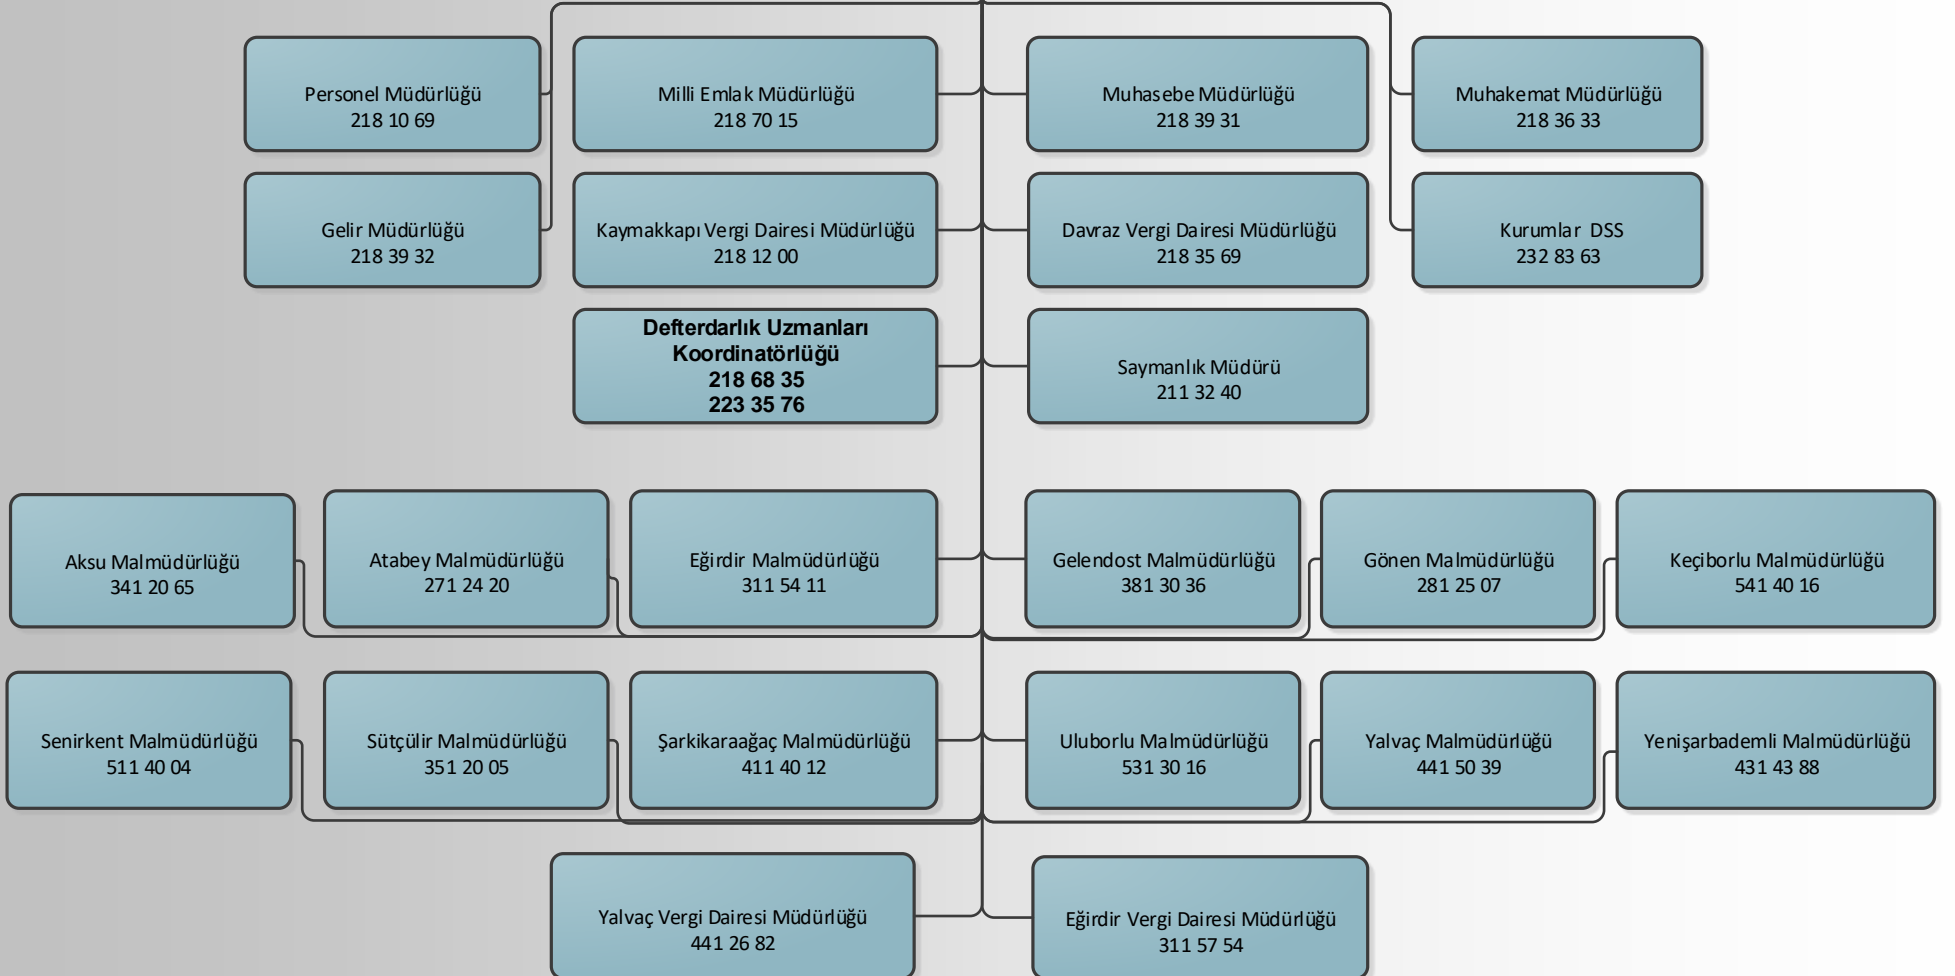 Personel Müdürlüğü
218 10 69
Milli Emlak Müdürlüğü
218 70 15
Muhasebe Müdürlüğü
218 39 31
Muhakemat Müdürlüğü
218 36 33
Gelir Müdürlüğü
218 39 32
Kaymakkapı Vergi Dairesi Müdürlüğü
218 12 00
Davraz Vergi Dairesi Müdürlüğü
218 35 69
Kurumlar DSS
232 83 63
Defterdarlık Uzmanları
Koordinatörlüğü
218 68 35
223 35 76
Saymanlık Müdürü
211 32 40
Aksu Malmüdürlüğü
341 20 65
Atabey Malmüdürlüğü
271 24 20
Eğirdir Malmüdürlüğü
311 54 11
Gelendost Malmüdürlüğü
381 30 36
Gönen Malmüdürlüğü
281 25 07
Keçiborlu Malmüdürlüğü
541 40 16
Senirkent Malmüdürlüğü
511 40 04
Sütçülir Malmüdürlüğü
351 20 05
Şarkikaraağaç Malmüdürlüğü
411 40 12
Uluborlu Malmüdürlüğü
531 30 16
Yalvaç Malmüdürlüğü
441 50 39
Yenişarbademli Malmüdürlüğü
431 43 88
Yalvaç Vergi Dairesi Müdürlüğü
441 26 82
Eğirdir Vergi Dairesi Müdürlüğü
311 57 54